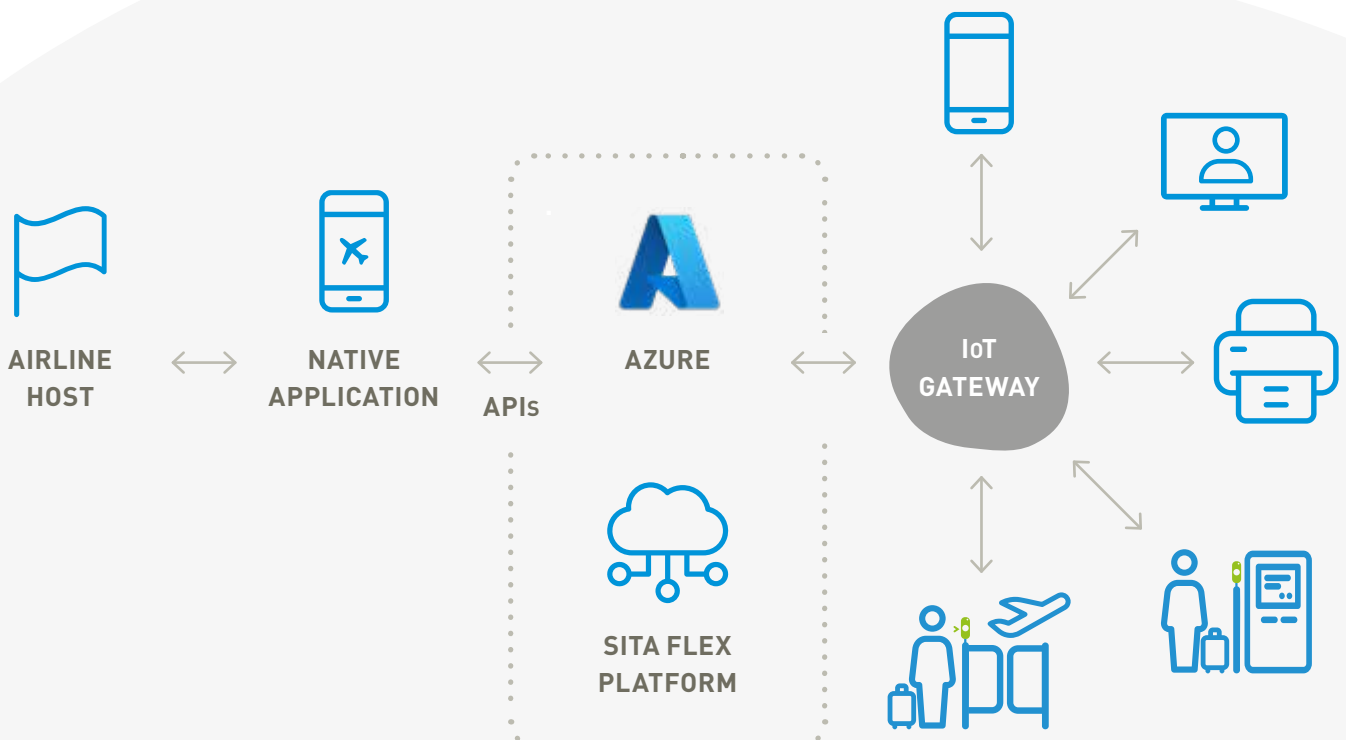 AIRLINE
HOST
NATIVE
APPLICATION
APIs
AZURE
SITA FLEX
PLATFORM
IoT
GATEWAY